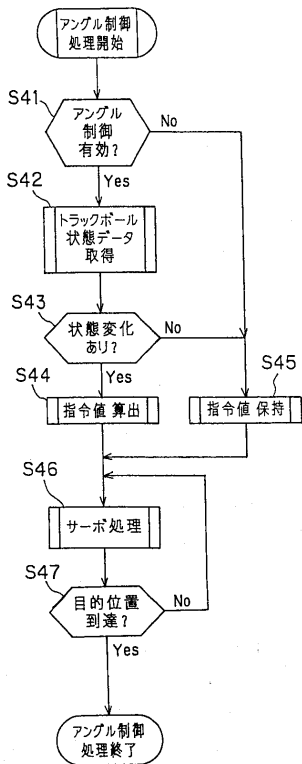 アングル制御
処理開始
S41
アングル
制御
有効?
No
Yes
S42
トラックボール
状態データ
取得
S43
状態変化
あり?
No
Yes
S44
指令値 算出
S45
指令値 保持
S46
サーボ処理
S47
目的位置
到達?
No
Yes
アングル制御
処理終了